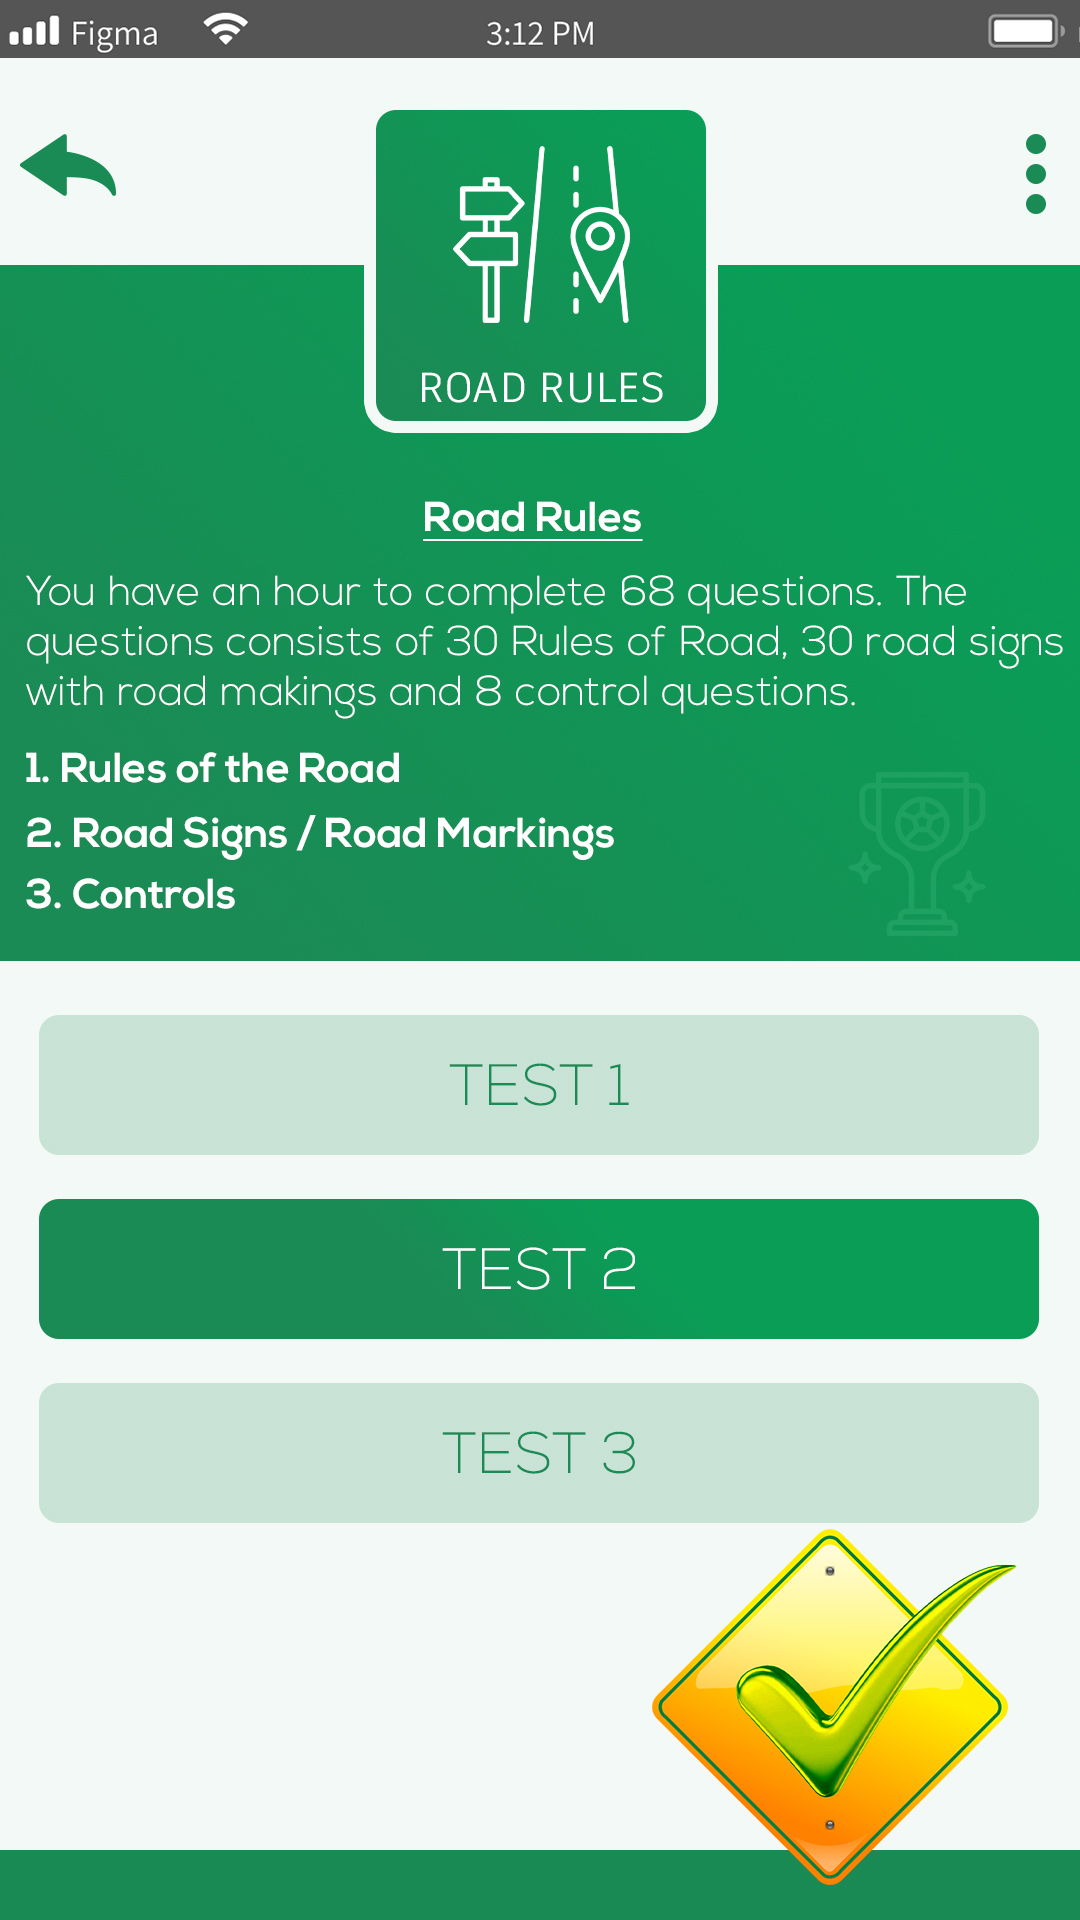 Figma
3:12 PM
ROAD RULES
Road Rules
You have an hour to complete 68 questions. The
questions consists of 30 Rules of Road, 30 road signs
with road makings and 8 control questions.
1. Rules of the Road
2. Road Signs / Road Markings
3. Controls
TEST 1
TEST 2
TEST 3